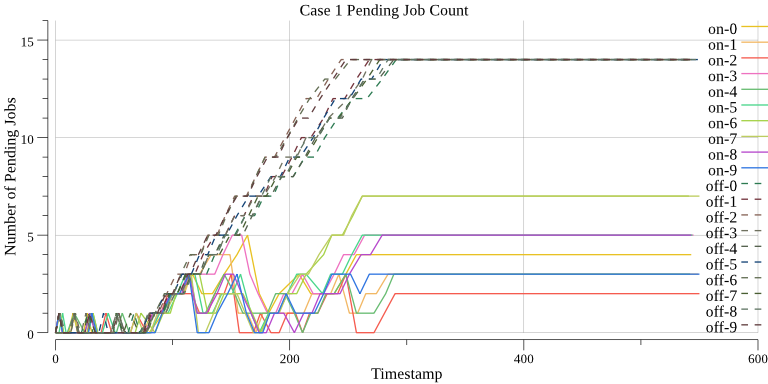 Case 1 Pending Job Count
Number of Pending Jobs
15
10
5
0
0
200
400
600
Timestamp
on-0
on-1
on-2
on-3
on-4
on-5
on-6
on-7
on-8
on-9
off-0
off-1
off-2
off-3
off-4
off-5
off-6
off-7
off-8
off-9